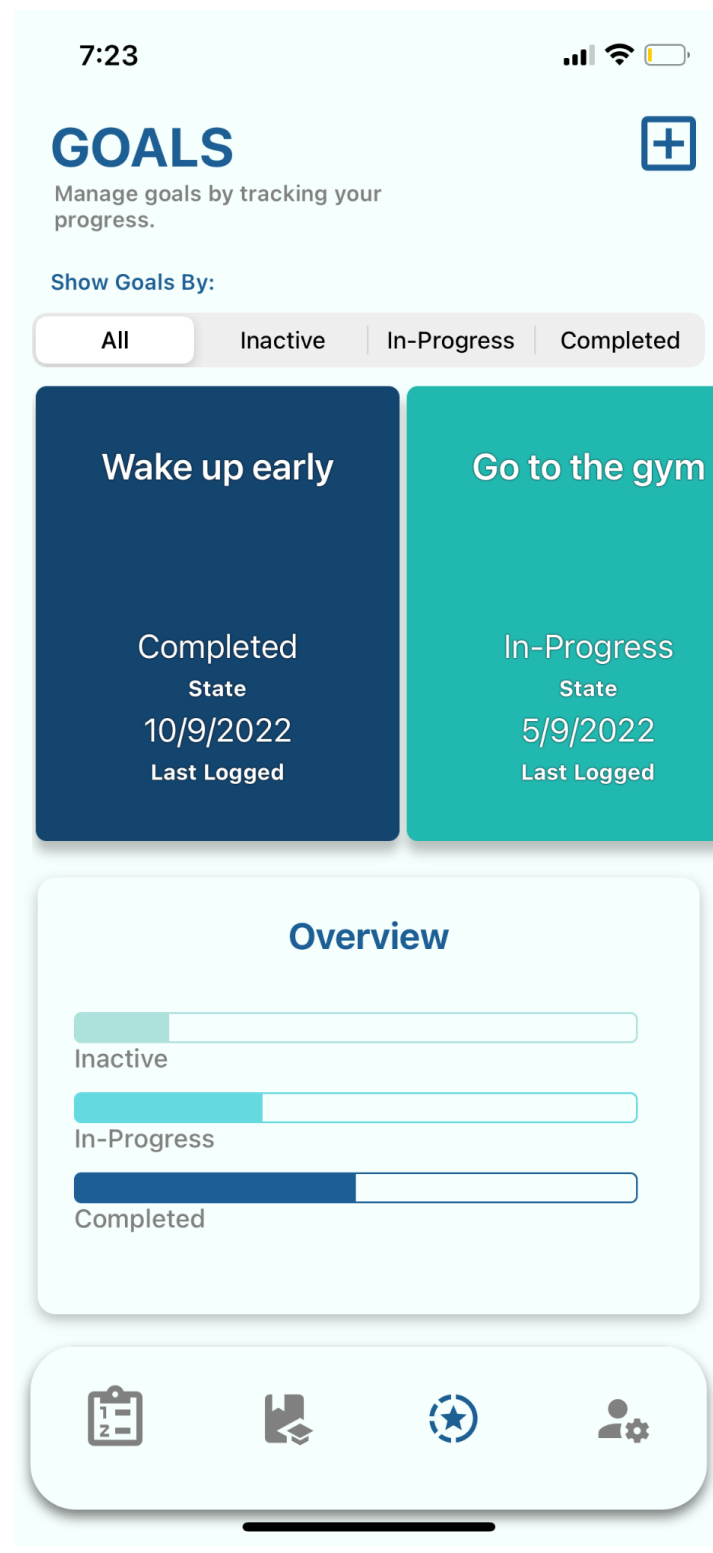 7:23
GOALS
Manage goals by tracking your
progress.
Show Goals By:
All Inactive In-Progress Completed
Wake up early
Completed
State
10/9/2022
Last Logged
Go to the gym
In-Progress
State
5/9/2022
Last Logged
Overview
Inactive
In-Progress
Completed
1
2